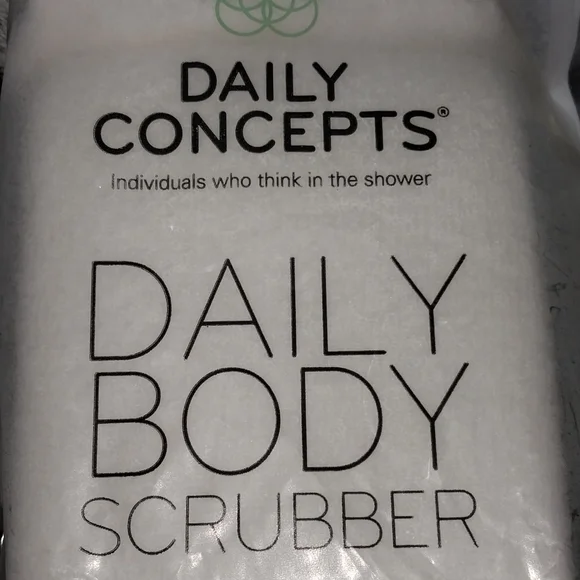 DAILY
CONCEPTS®
Individuals who think in the shower
DAILY
BODY
SCRUBBER